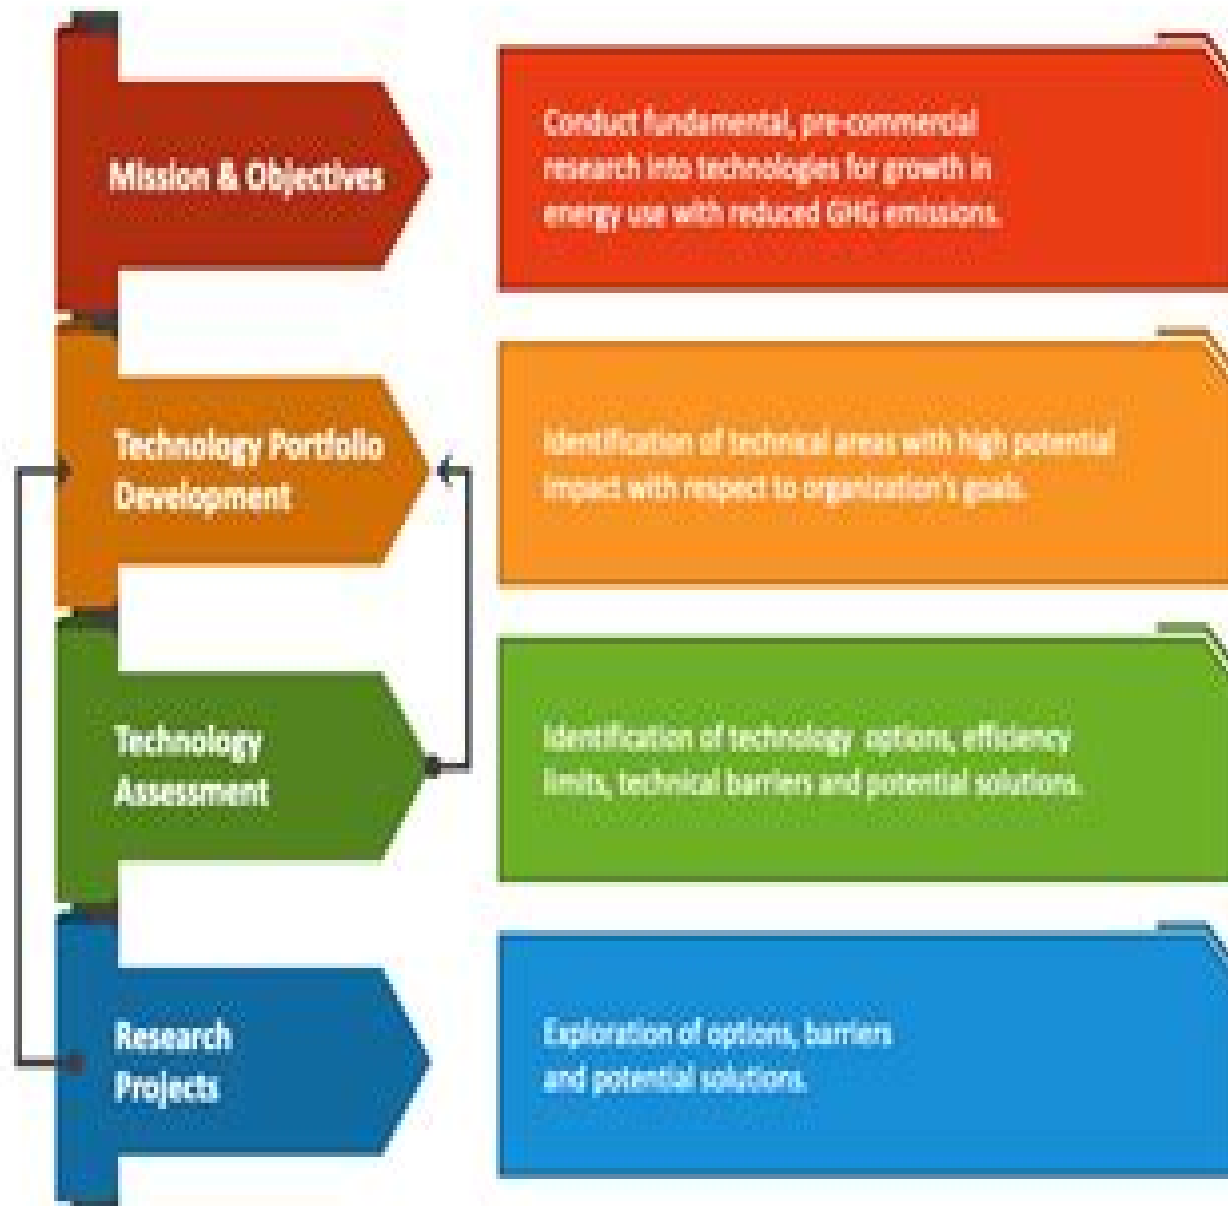 Mission & Objectives
Conduct fundamental, pre-commercial
research into technologies for growth in
energy use with reduced GHG emissions.
Technology Portfolio
Development
Identification of technical areas with high potential
impact with respect to organization's goals.
Technology
Assessment
Identification of technology options, efficiency
limits, technical barriers and potential solutions.
Research
Projects
Exploration of options, barriers
and potential solutions.